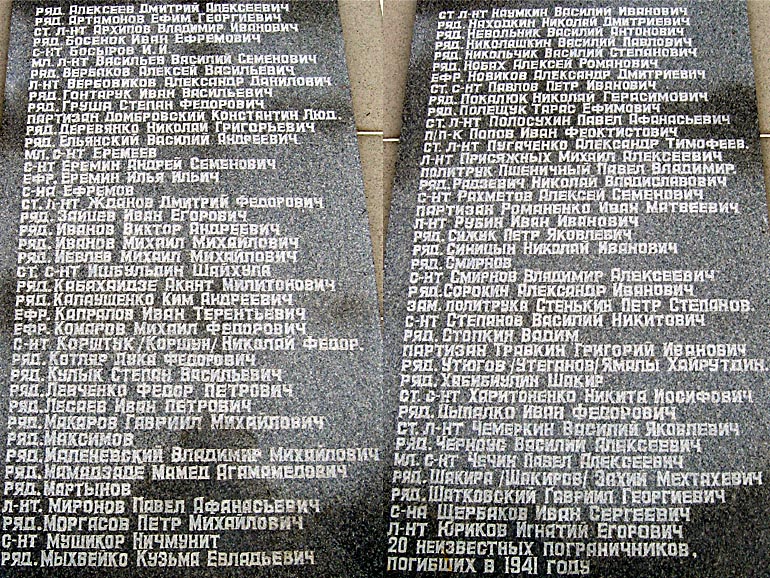 РЯД. АЛЕКСЕЕВ ДМИТРИЙ АЛЕКСЕЕВИЧ
РЯД. АРТАМОНОВ ЕФИМ ГЕОРГИЕВИЧ
СТ. Л-НТ АРХИПОВ ВЛАДИМИР ИВАНОВИЧ
РЯД. БОСЕНОК ИВАН ЕФРЕМОВИЧ
С-НТ БОСЫРОВ И.И.
МЛ. Л-НТ ВАСИЛЬЕВ ВАСИЛИЙ СЕМЕНОВИЧ
РЯД. ВЕРБАКОВ АЛЕКСЕЙ ВАСИЛЬЕВИЧ
Л-НТ ВЕРБОВИКОВ АЛЕКСАНДР ДАНИЛОВИЧ
РЯД. ГОНТАРУК ИВАН ВАСИЛЬЕВИЧ
РЯД. ГРУША СТЕПАН ФЕДОРОВИЧ
ПАРТИЗАН ДОМБРОВСКИЙ КОНСТАНТИН ЛЮД.
РЯД. ДЕРЕВЯНКО НИКОЛАЙ ГРИГОРЬЕВИЧ
РЯД. ЕЛЬЯНСКИЙ ВАСИЛИЙ АНДРЕЕВИЧ
МЛ. С-НТ ЕРЕМЕЕВ
С-НТ ЕРЕМИН АНДРЕЙ СЕМЕНОВИЧ
ЕФР. ЕРЕМИН ИЛЬЯ ИЛЬИЧ
С-НА ЕФРЕМОВ
СТ. Л-НТ ЖДАНОВ ДМИТРИЙ ФЕДОРОВИЧ
РЯД. ЗАЙЦЕВ ИВАН ЕГОРОВИЧ
РЯД. ИВАНОВ ВИКТОР АНДРЕЕВИЧ
РЯД. ИВАНОВ МИХАИЛ МИХАЙЛОВИЧ
РЯД. ИЕВЛЕВ МИХАИЛ МИХАЙЛОВИЧ
СТ. С-НТ ИШБУЛЬДИН ШАЙХУЛА
РЯД. КАБАХАИДЗЕ АКАНТ МИЛИТОНОВИЧ
РЯД. КАЛАУШЕНКО КИМ АНДРЕЕВИЧ
ЕФР. КАПРАЛОВ ИВАН ТЕРЕНТЬЕВИЧ
ЕФР. КОМАРОВ МИХАИЛ ФЕДОРОВИЧ
С-НТ КОРШТУК /КОРШУН/ НИКОЛАЙ ФЕДОР.
РЯД. КОТЛЯР ЛУКА ФЕДОРОВИЧ
РЯД. КУЛЫК СТЕПАН ВАСИЛЬЕВИЧ
РЯД. ЛЕВЧЕНКО ФЕДОР ПЕТРОВИЧ
РЯД. ЛЕСАЕВ ИВАН ПЕТРОВИЧ
РЯД. МАКАРОВ ГАВРИИЛ МИХАЙЛОВИЧ
РЯД. МАКСИМОВ
РЯД. МАЛЕНЕВСКИЙ ВЛАДИМИР МИХАЙЛОВИЧ
РЯД. МАМАДЗАДЕ МАМЕД АГАМАМЕДОВИЧ
РЯД. МАРТЫНОВ
Л-НТ. МИРОНОВ ПАВЕЛ АФАНАСЬЕВИЧ
РЯД. МОРГАСОВ ПЕТР МИХАЙЛОВИЧ
С-НТ МУШИКОР НИЧМУНИТ
РЯД. МЫХВЕЙКО КУЗЬМА ЕВЛАДЬЕВИЧ
СТ. Л-НТ НАУМКИН ВАСИЛИЙ ИВАНОВИЧ
РЯД. НАХОДКИН НИКОЛАЙ ДМИТРИЕВИЧ
РЯД. НЕВОЛЬЧИК ВАСИЛИЙ АНТОНОВИЧ
РЯД. НИКОЛАШКИН ВАСИЛИЙ ПАВЛОВИЧ
РЯД. НИКОЛЬЧИК ВАСИЛИЙ СТЕПАНОВИЧ
РЯД. НОВАХ АЛЕКСЕЙ РОМАНОВИЧ
ЕФР. НОВИКОВ АЛЕКСАНДР ДМИТРИЕВИЧ
СТ. С-НТ ПАВЛОВ ПЕТР ИВАНОВИЧ
РЯД. ПОКАЛЮК НИКОЛАЙ ГЕРАСИМОВИЧ
РЯД. ПОЛЕЩУК ТАРАС ЕФИМОВИЧ
СТ. Л-НТ ПОЛОСУХИН ПАВЕЛ АФАНАСЬЕВИЧ
П/П-К ПОПОВ ИВАН ФЕОКТИСТОВИЧ
СТ. Л-НТ ПУГАЧЕНКО АЛЕКСАНДР ТИМОФЕЕВ.
Л-НТ ПРИСЯЖНЫХ МИХАИЛ АЛЕКСЕЕВИЧ
ПОЛИТРУК ПШЕНИЧНЫЙ ПАВЕЛ ВЛАДИМИР.
РЯД. РАДЗЕВИЧ НИКОЛАЙ ВЛАДИСЛАВОВИЧ
С-НТ РАХМЕТОВ АЛЕКСЕЙ СЕМЕНОВИЧ
ПАРТИЗАН РОМАНЕНКО ИВАН МАТВЕЕВИЧ
Л-НТ РУБИН ИВАН ИВАНОВИЧ
РЯД. СИЖУК ПЕТР ЯКОВЛЕВИЧ
РЯД. СИНИЦЫН НИКОЛАЙ ИВАНОВИЧ
РЯД. СМИРНОВ
С-НТ СМИРНОВ ВЛАДИМИР АЛЕКСЕЕВИЧ
РЯД. СОРОКИН АЛЕКСАНДР ИВАНОВИЧ
ЗАМ. ПОЛИТРУКА СТЕНЬКИН ПЕТР СТЕПАНОВ.
С-НТ СТЕПАНОВ ВАСИЛИЙ НИКИТОВИЧ
РЯД. СТОПКИН ВАДИМ
ПАРТИЗАН ТРАВКИН ГРИГОРИЙ ИВАНОВИЧ
РЯД. УТЮГОВ /УТЕГАНОВ/ ЯМАЛЫ ХАЙРУТДИН.
РЯД. ХАБИБИУЛИН ШАКИР
СТ. С-НТ ХАРИТОНЕНКО НИКИТА ИОСИФОВИЧ
РЯД. ЦЫПАЛКО ИВАН ФЕДОРОВИЧ
СТ. Л-НТ ЧЕМЕРКИН ВАСИЛИЙ ЯКОВЛЕВИЧ
РЯД. ЧЕРНОУС ВАСИЛИЙ АЛЕКСЕЕВИЧ
МЛ. С-НТ ЧЕЧИН ПАВЕЛ АЛЕКСЕЕВИЧ
РЯД. ШАКИРА /ШАКИРОВ/ ЗАХИЙ МЕХТАХЕВИЧ
РЯД. ШАТКОВСКИЙ ГАВРИИЛ ГЕОРГИЕВИЧ
С-НА ЩЕРБАКОВ ИВАН СЕРГЕЕВИЧ
Л-НТ ЮРИКОВ ИГНАТИЙ ЕГОРОВИЧ
20 НЕИЗВЕСТНЫХ ПОГРАНИЧНИКОВ,
ПОГИБШИХ В 1941 ГОДУ